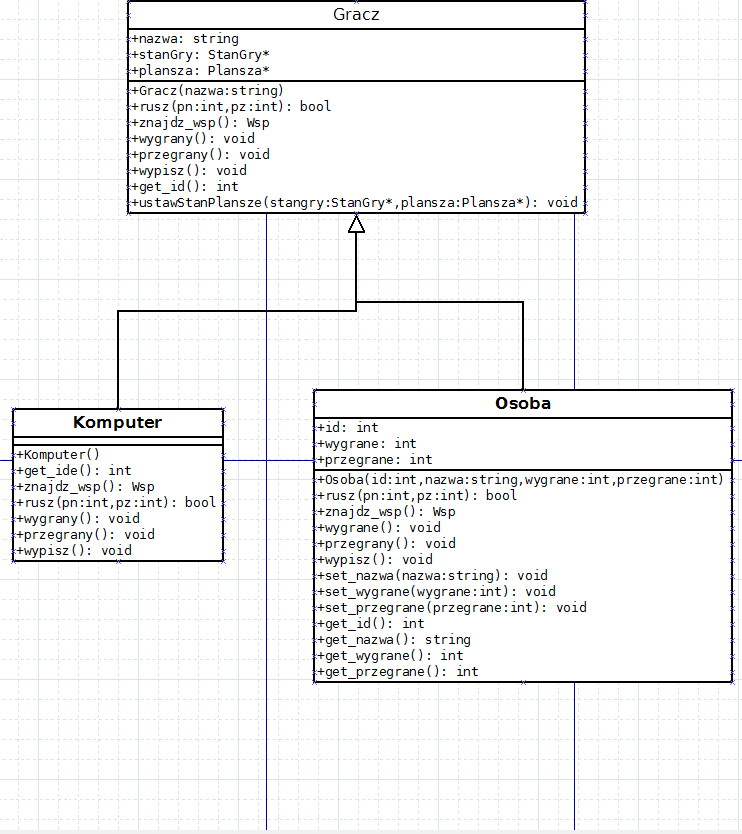 Gracz
+nazwa: string
+stanGry: StanGry*
+plansza: Plansza*
+Gracz(nazwa:string)
+rusz(pn:int,pz:int): bool
+znajdz_wsp(): Wsp
+wygrany(): void
+przegrany(): void
+wypisz(): void
+get_id(): int
+ustawStanPlansze(stangry:StanGry*,plansza:Plansza*): void
Komputer
+Komputer()
+get_ide(): int
+znajdz_wsp(): Wsp
+rusz(pn:int,pz:int): bool
+wygrany(): void
+przegrany(): void
+wypisz(): void
Osoba
+id: int
+wygrane: int
+przegrane: int
+Osoba(id:int,nazwa:string,wygrane:int,przegrane:int)
+rusz(pn:int,pz:int): bool
+znajdz_wsp(): Wsp
+wygrane(): void
+przegrany(): void
+wypisz(): void
+set_nazwa(nazwa:string): void
+set_wygrane(wygrane:int): void
+set_przegrane(przegrane:int): void
+get_id(): int
+get_nazwa(): string
+get_wygrane(): int
+get_przegrane(): int